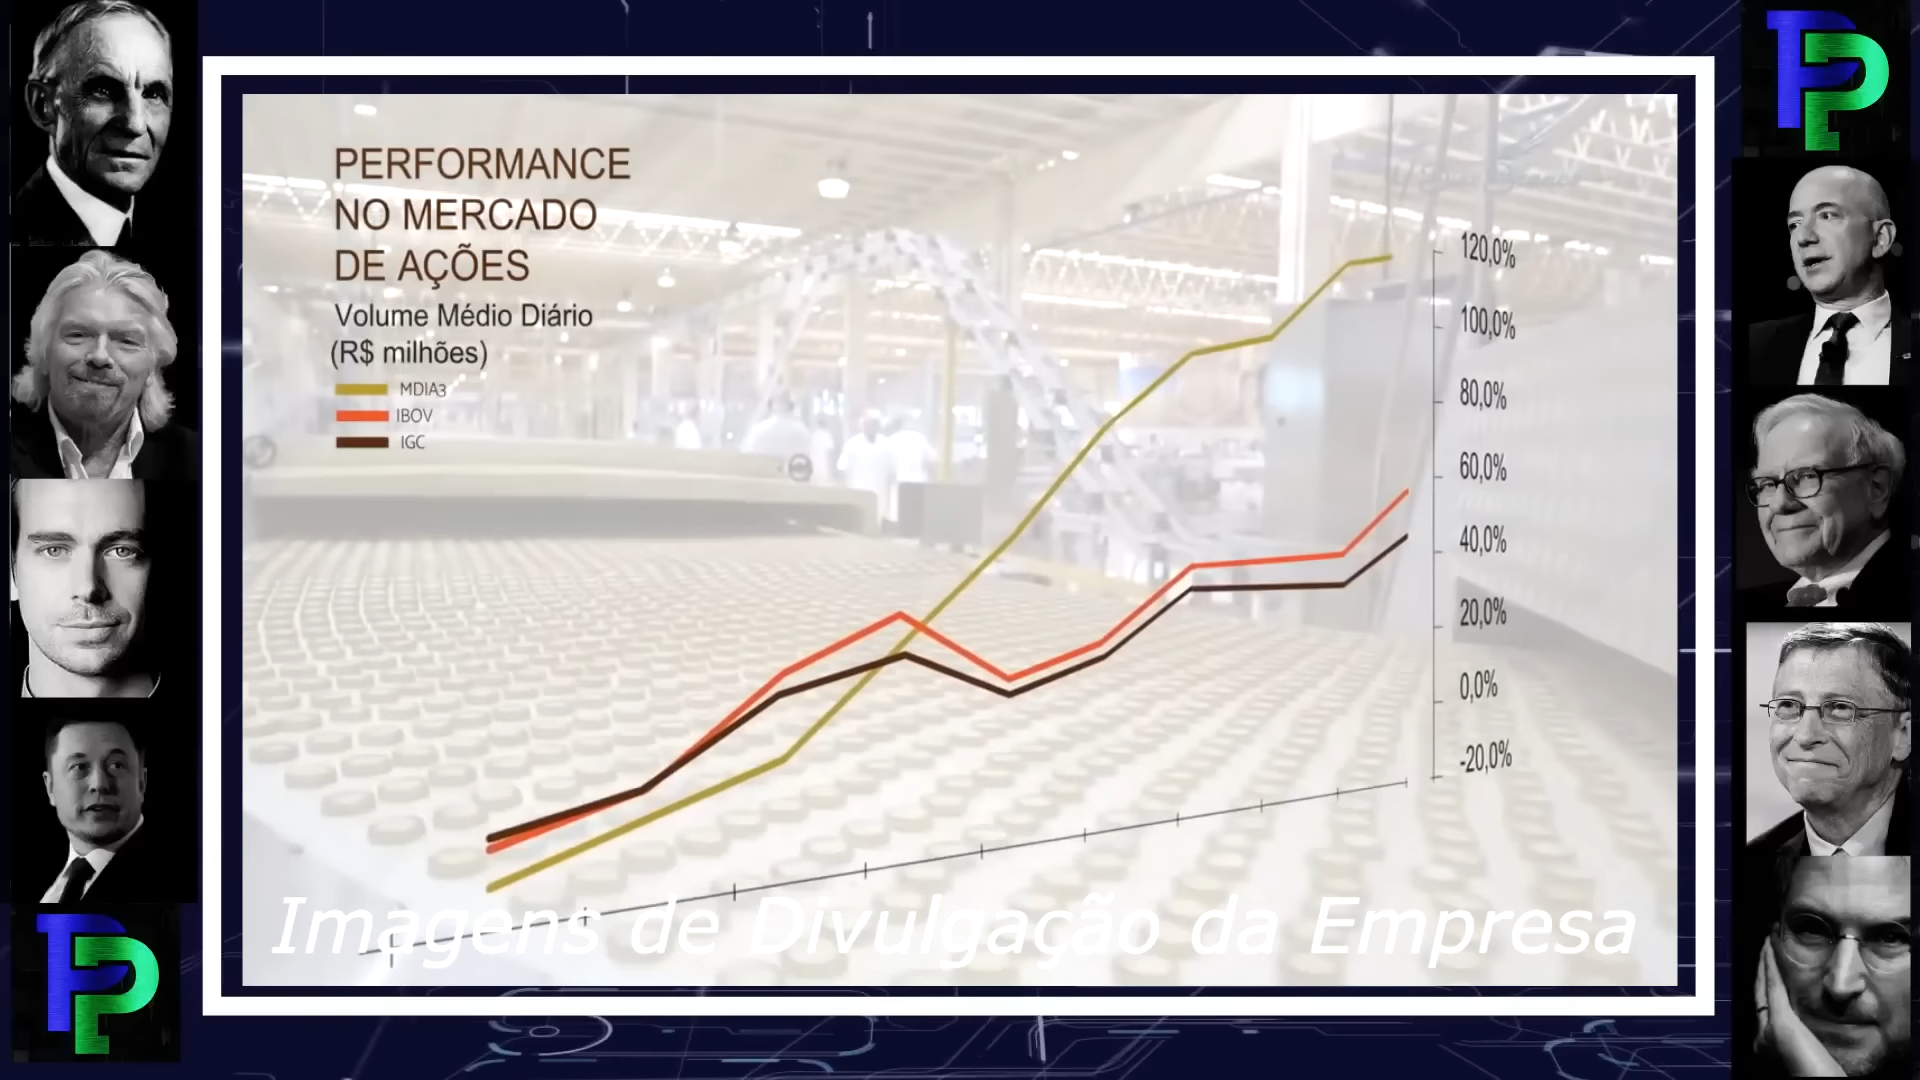 PERFORMANCE
NO MERCADO
DE AÇÕES
Volume Médio Diário
(R$ milhões)
MDIA3
IBOV
IGC
120,0%
100,0%
80,0%
60,0%
40,0%
20,0%
0,0%
-20,0%
Imagens de Divulgação da Empresa